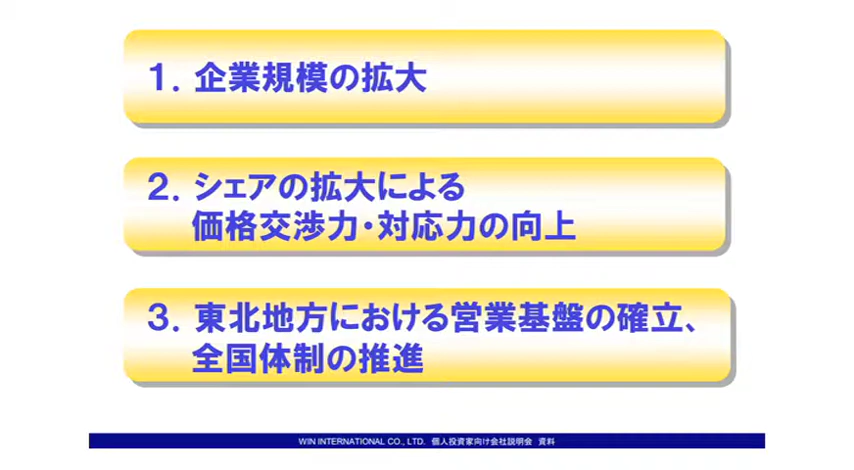 1. 企業規模の拡大
2. シェアの拡大による
価格交渉力・対応力の向上
3. 東北地方における営業基盤の確立、
全国体制の推進
WIN INTERNATIONAL CO., LTD. 個人投資家向け会社説明会 資料